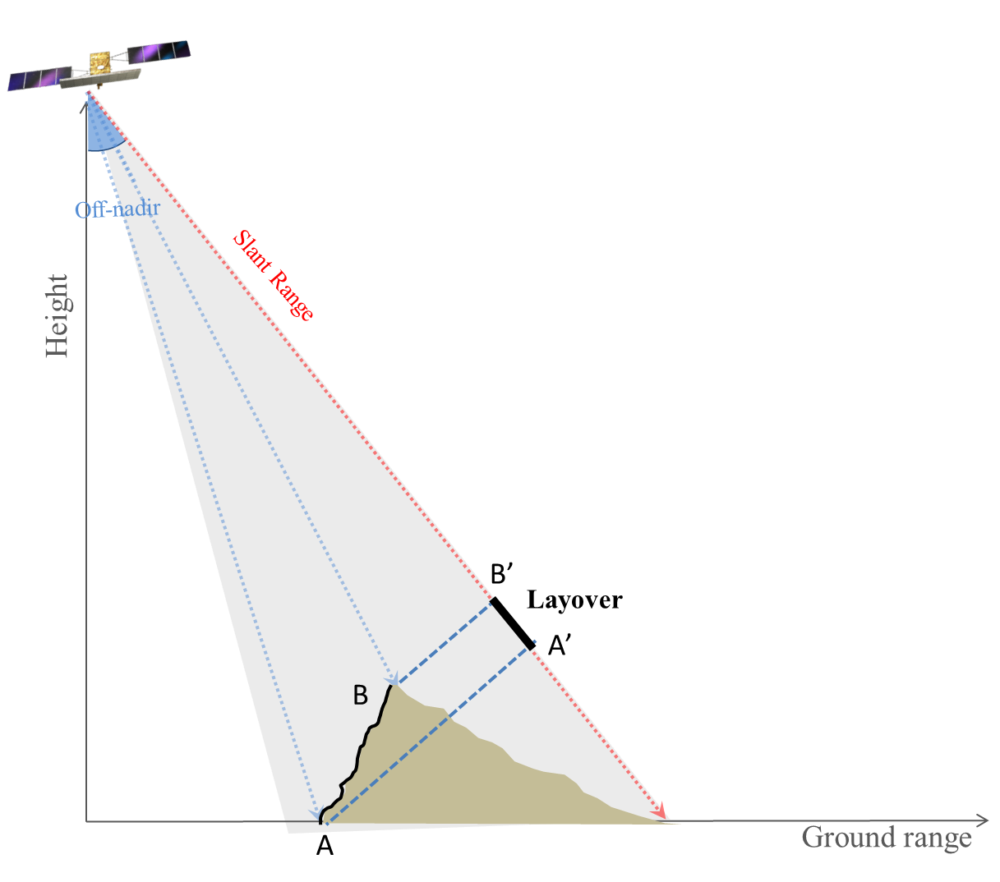 Off-nadir
Slant Range
Height
B’
Layover
A’
B
A
Ground range